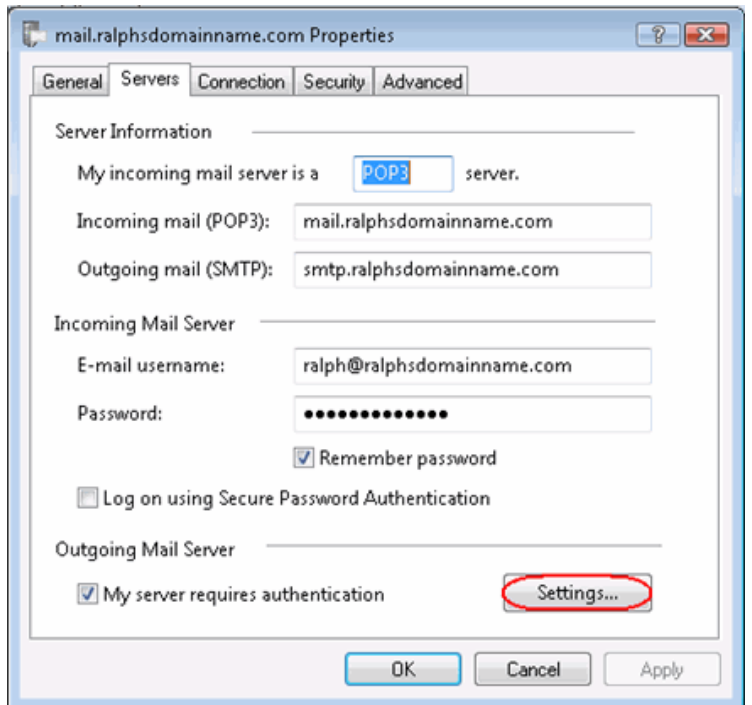 mail.ralphsdomainname.com Properties
General Servers Connection Security Advanced
Server Information
My incoming mail server is a POP3 server.
Incoming mail (POP3): mail.ralphsdomainname.com
Outgoing mail (SMTP): smtp.ralphsdomainname.com
Incoming Mail Server
E-mail username: ralph@ralphsdomainname.com
Password: ●●●●●●●●●●●●●
Remember password
Log on using Secure Password Authentication
Outgoing Mail Server
My server requires authentication Settings...
OK Cancel Apply